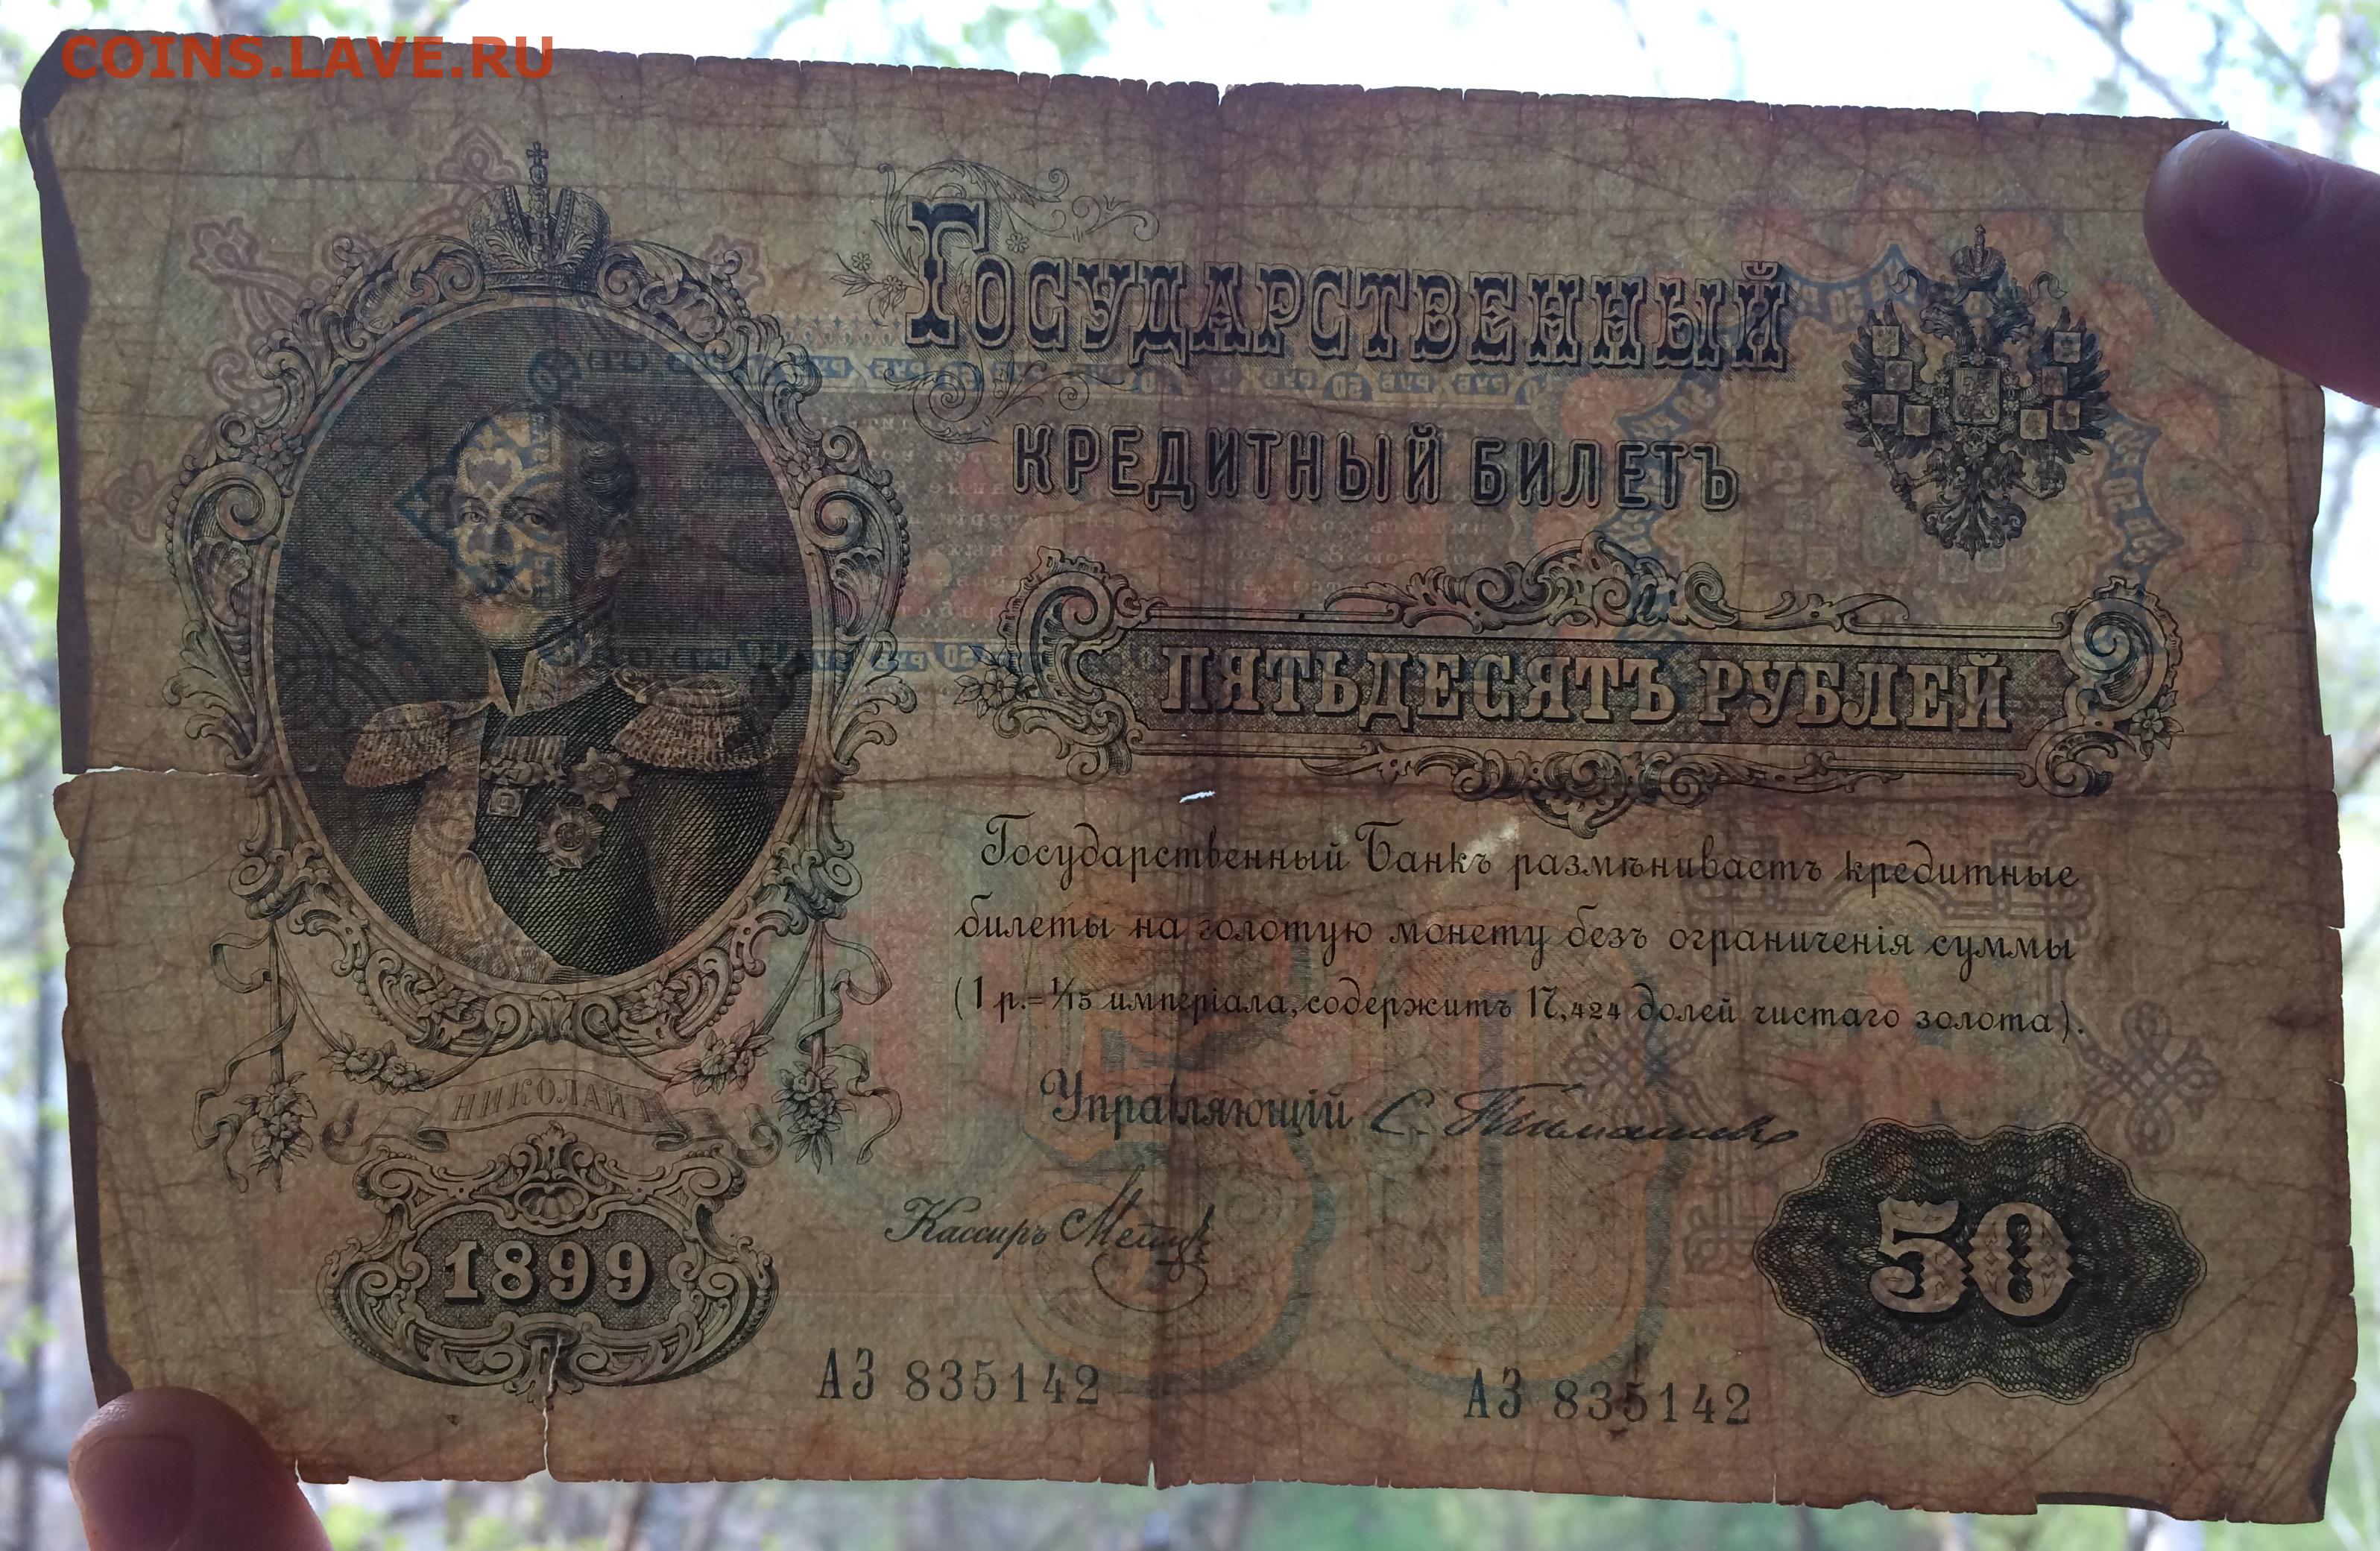 COINS.LAVE.RU
ГОСУДАРСТВЕННЫЙ
КРЕДИТНЫЙ БИЛЕТЪ
ПЯТЬДЕСЯТЪ РУБЛЕЙ
Государственный Банкъ размѣниваетъ кредитные
билеты на золотую монету безъ ограниченія суммы
(1 р.=1/15 имперіала, содержитъ 17,424 долей чистаго золота).
Управляющій С. Тимашевъ
Кассиръ
НИКОЛАЙ I
1899
50
АЗ 835142
АЗ 835142